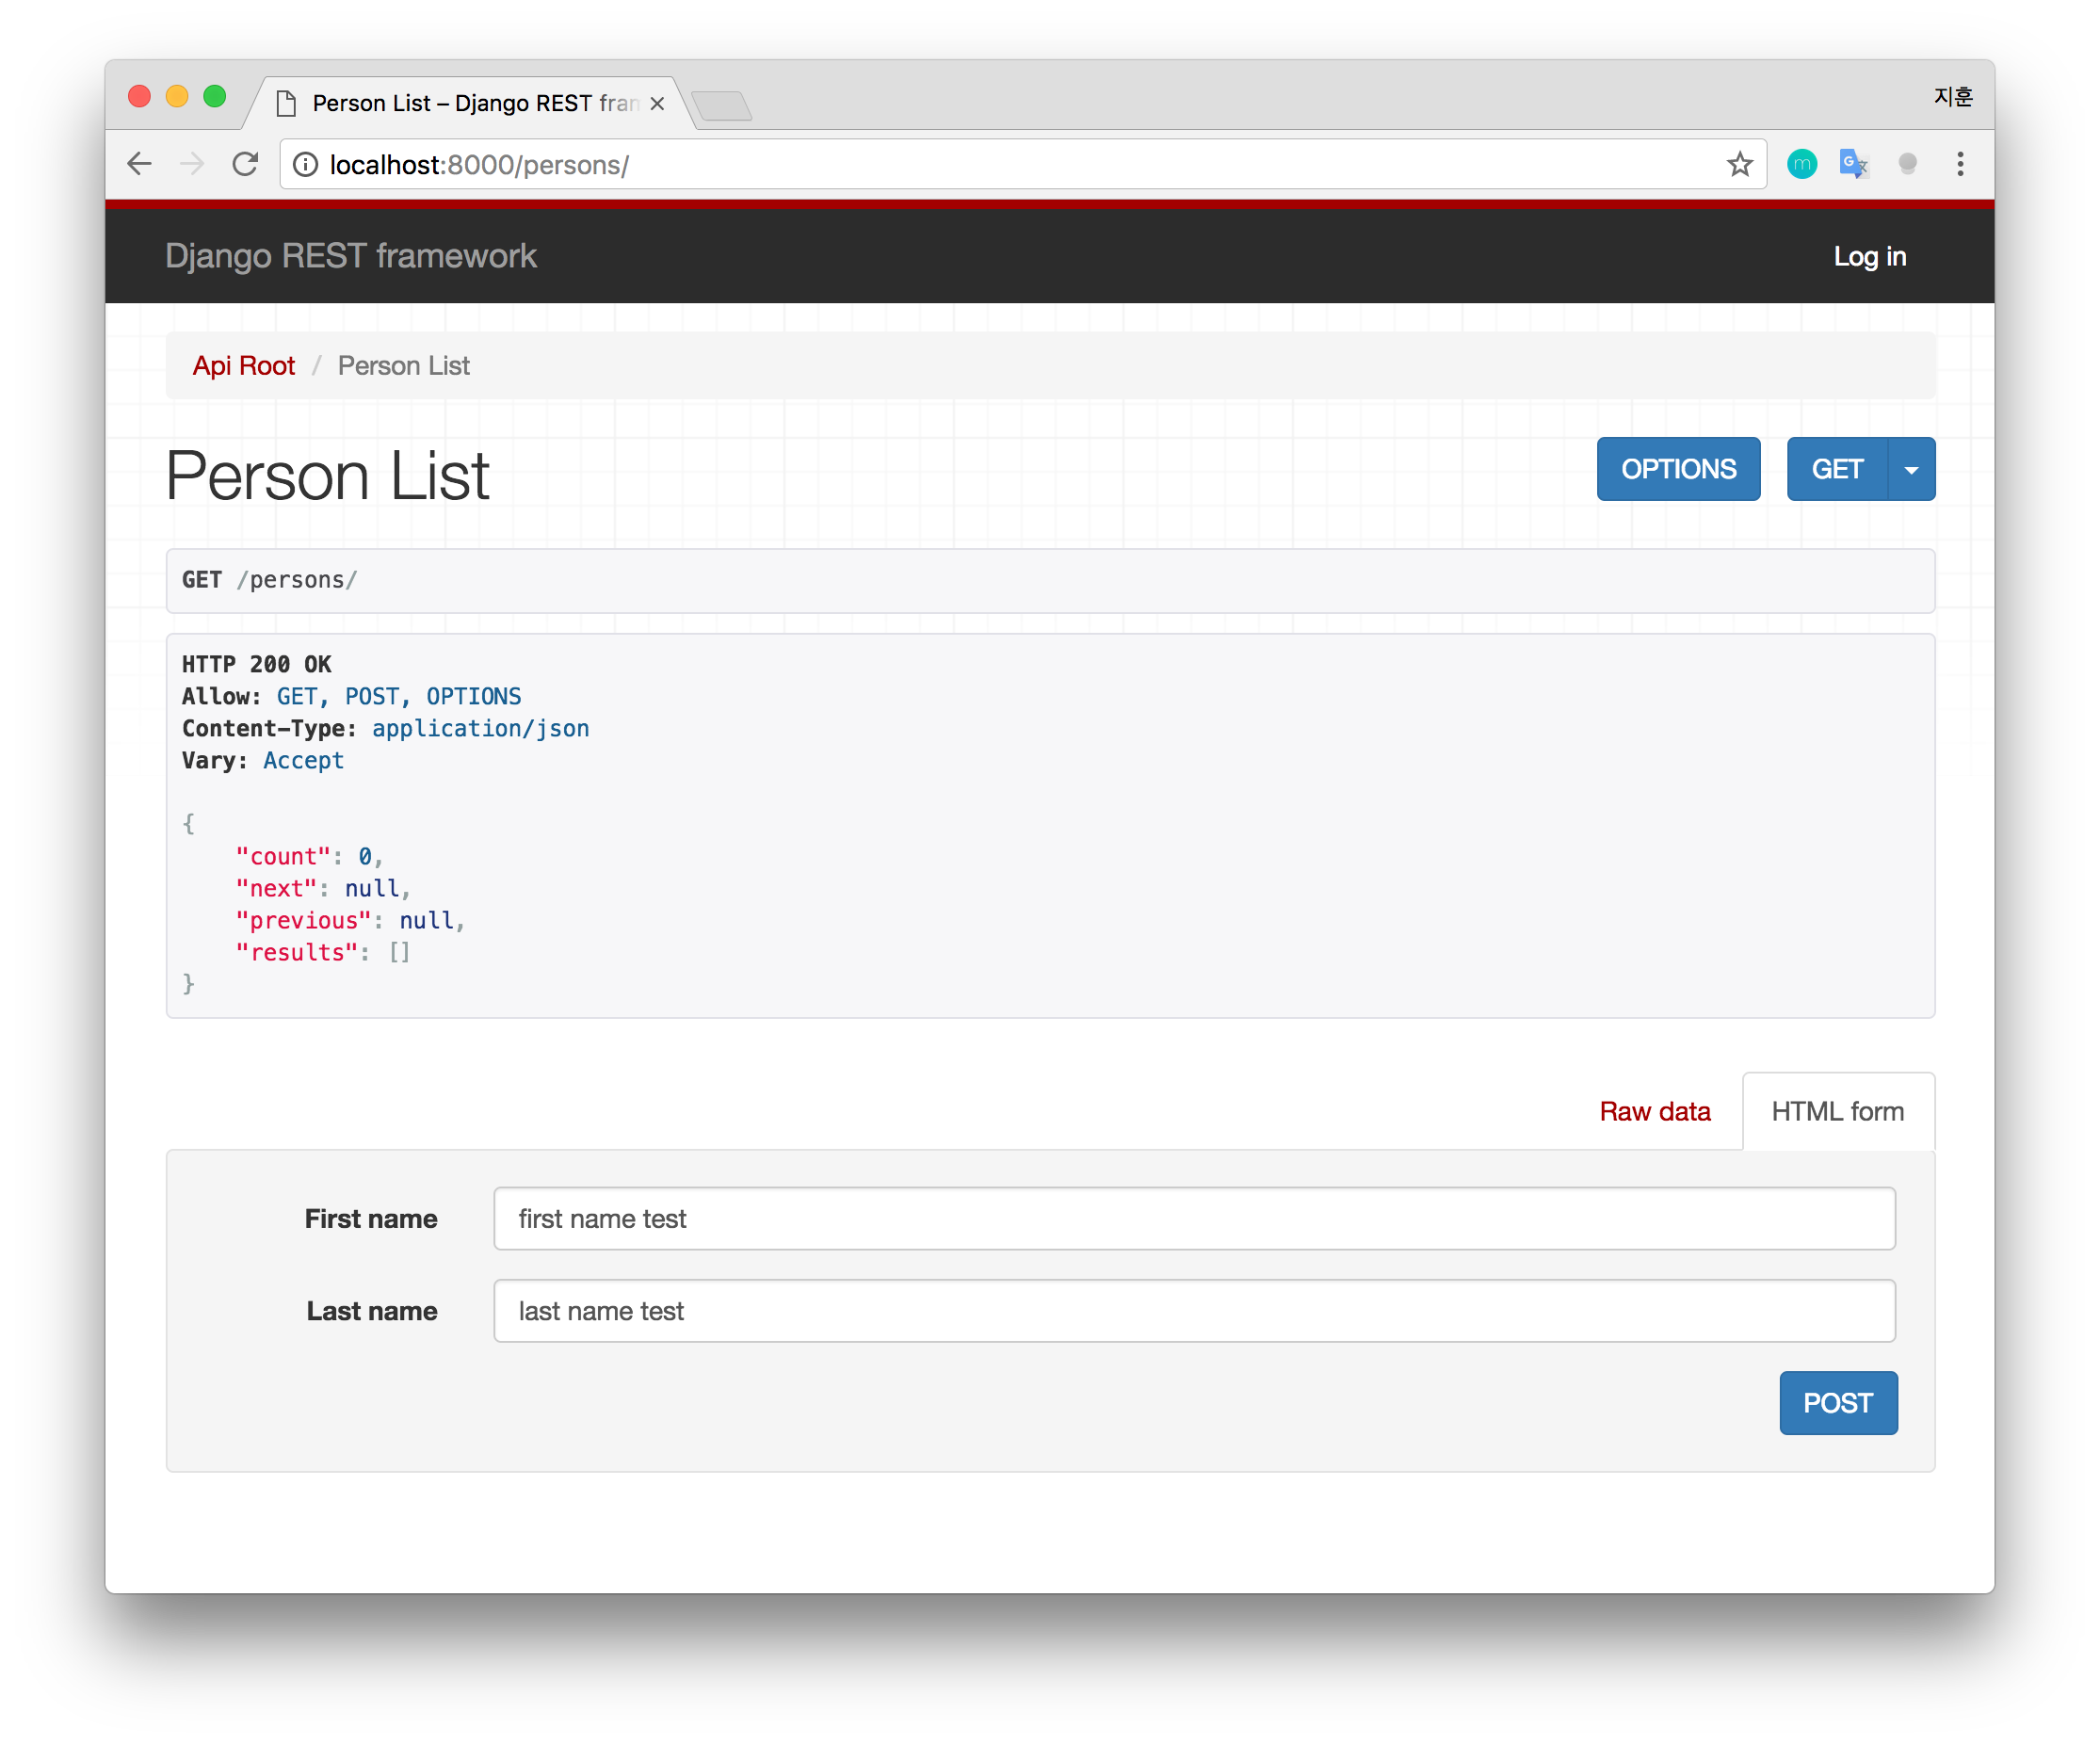 Person List – Django REST fram
지훈
localhost:8000/persons/
Django REST framework
Log in
Api Root / Person List
Person List
OPTIONS
GET
GET /persons/
HTTP 200 OK
Allow: GET, POST, OPTIONS
Content-Type: application/json
Vary: Accept
{
"count": 0,
"next": null,
"previous": null,
"results": []
}
Raw data
HTML form
First name
first name test
Last name
last name test
POST